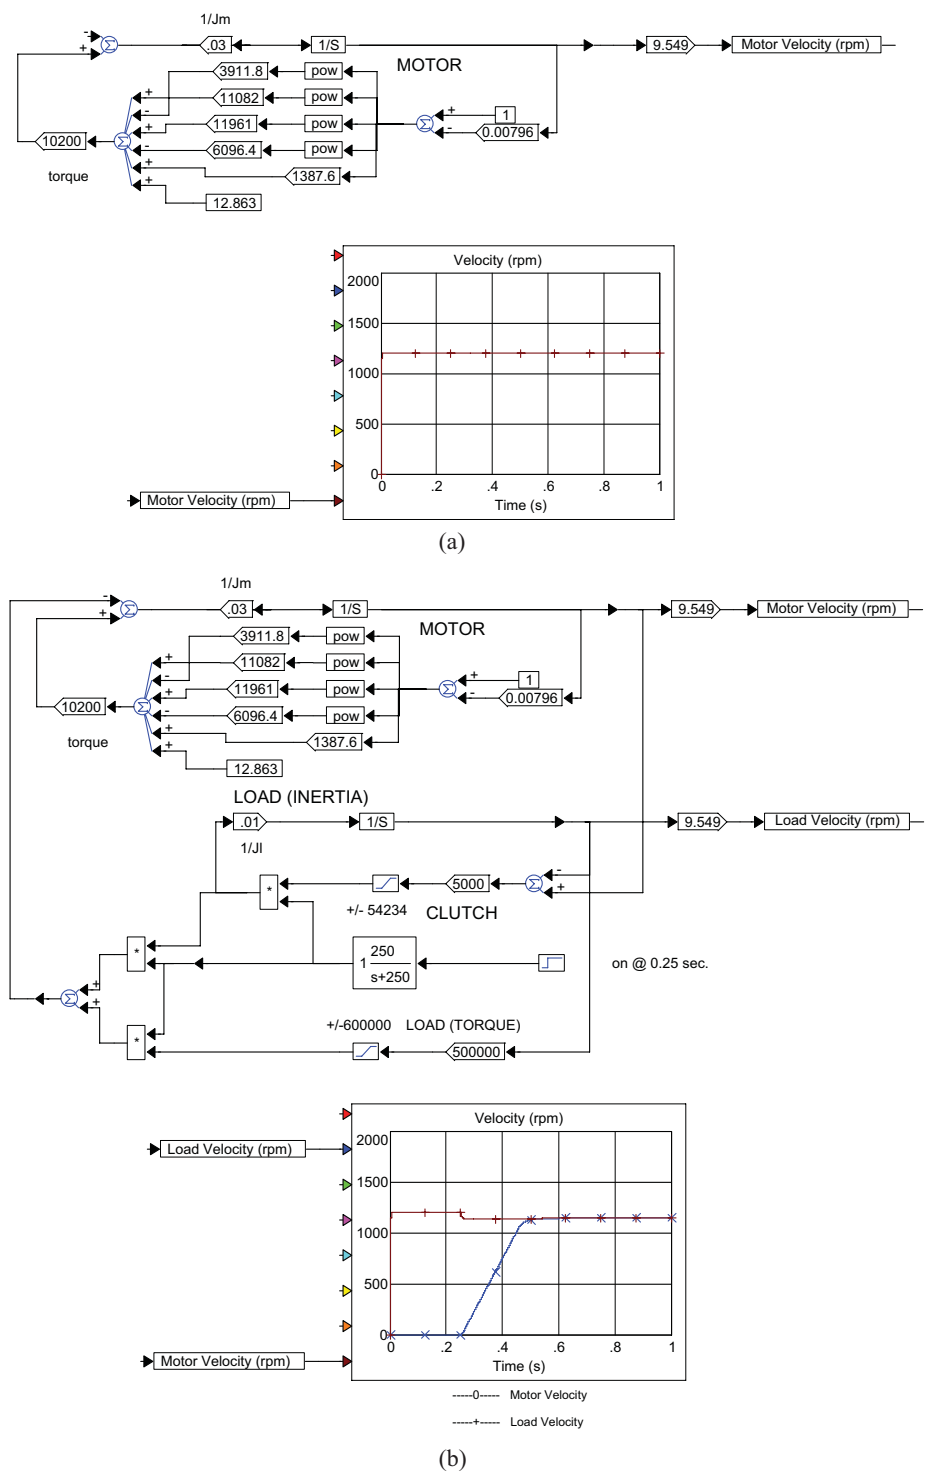 1/Jm
-
+
.03
1/S
9.549
Motor Velocity (rpm)
MOTOR
3911.8
pow
+
11082
pow
-
+
1
+
11961
pow
-
0.00796
10200
-
6096.4
pow
torque
+
1387.6
+
12.863
Velocity (rpm)
2000
1500
1000
500
0
0 .2 .4 .6 .8 1
Time (s)
Motor Velocity (rpm)
(a)
1/Jm
-
+
.03
1/S
9.549
Motor Velocity (rpm)
MOTOR
3911.8
pow
+
11082
pow
-
+
1
+
11961
pow
-
0.00796
10200
-
6096.4
pow
torque
+
1387.6
+
12.863
LOAD (INERTIA)
.01
1/S
9.549
Load Velocity (rpm)
1/Jl
-
*
5000
+
+/- 54234
CLUTCH
*
1
250
s+250
on @ 0.25 sec.
+
+
+/-600000 LOAD (TORQUE)
*
500000
Velocity (rpm)
2000
Load Velocity (rpm)
1500
1000
500
0
0 .2 .4 .6 .8 1
Time (s)
Motor Velocity (rpm)
-----0----- Motor Velocity
-----+----- Load Velocity
(b)